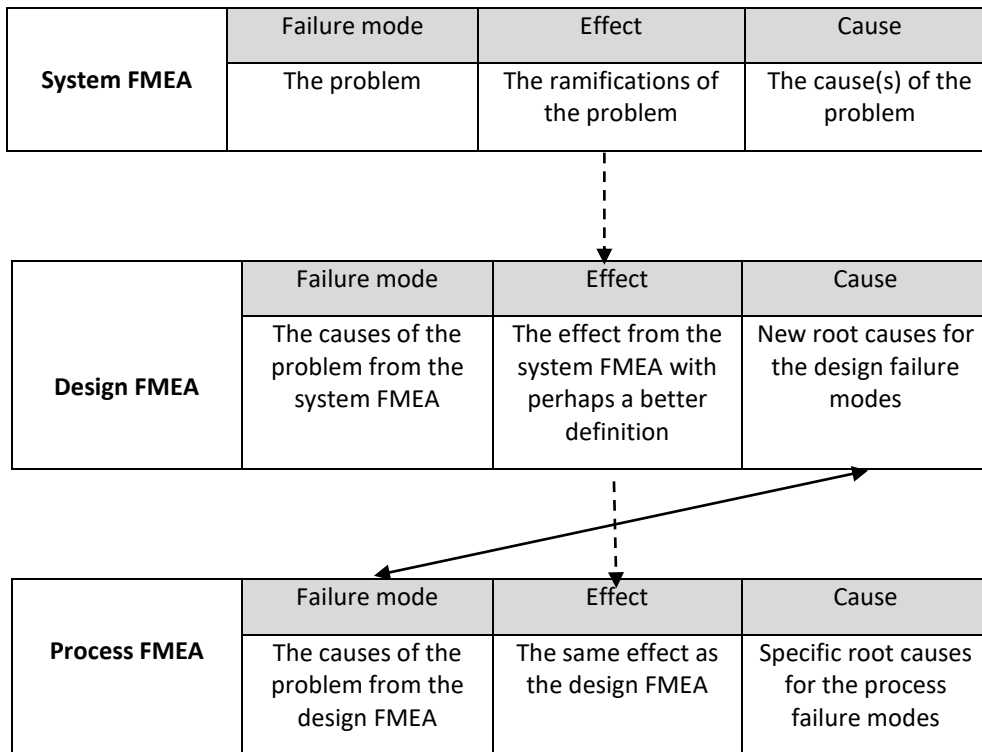 Failure mode Effect Cause
System FMEA
The problem The ramifications of The cause(s) of the
the problem problem
Failure mode Effect Cause
The causes of the The effect from the New root causes for
problem from the system FMEA with the design failure
Design FMEA
system FMEA perhaps a better modes
definition
Failure mode Effect Cause
Process FMEA
The causes of the The same effect as Specific root causes
problem from the the design FMEA for the process
design FMEA failure modes